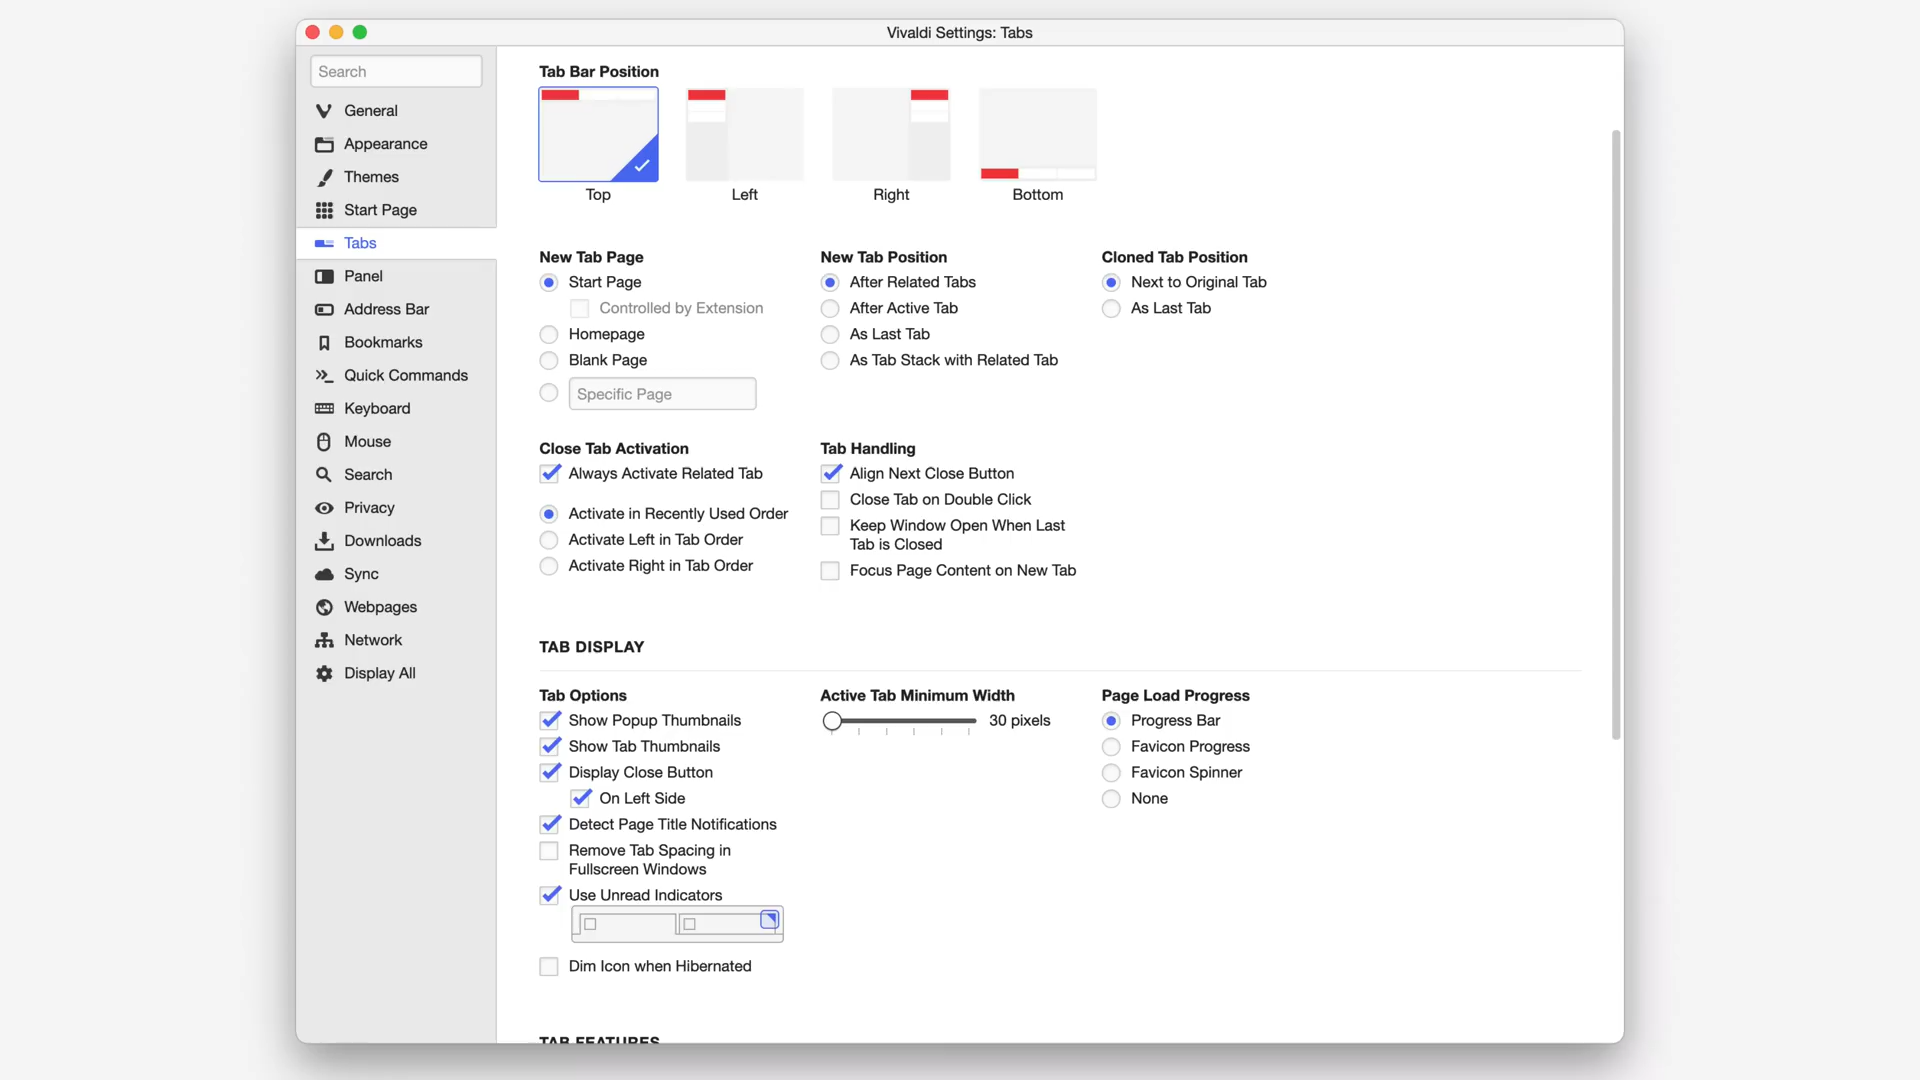 Vivaldi Settings: Tabs
Search
General
Appearance
Themes
Start Page
Tabs
Panel
Address Bar
Bookmarks
Quick Commands
Keyboard
Mouse
Search
Privacy
Downloads
Sync
Webpages
Network
Display All
Tab Bar Position
Top
Left
Right
Bottom
New Tab Page
Start Page
Controlled by Extension
Homepage
Blank Page
Specific Page
New Tab Position
After Related Tabs
After Active Tab
As Last Tab
As Tab Stack with Related Tab
Cloned Tab Position
Next to Original Tab
As Last Tab
Close Tab Activation
Always Activate Related Tab
Activate in Recently Used Order
Activate Left in Tab Order
Activate Right in Tab Order
Tab Handling
Align Next Close Button
Close Tab on Double Click
Keep Window Open When Last
Tab is Closed
Focus Page Content on New Tab
TAB DISPLAY
Tab Options
Show Popup Thumbnails
Show Tab Thumbnails
Display Close Button
On Left Side
Detect Page Title Notifications
Remove Tab Spacing in
Fullscreen Windows
Use Unread Indicators
Dim Icon when Hibernated
Active Tab Minimum Width
30 pixels
Page Load Progress
Progress Bar
Favicon Progress
Favicon Spinner
None
TAB FEATURES